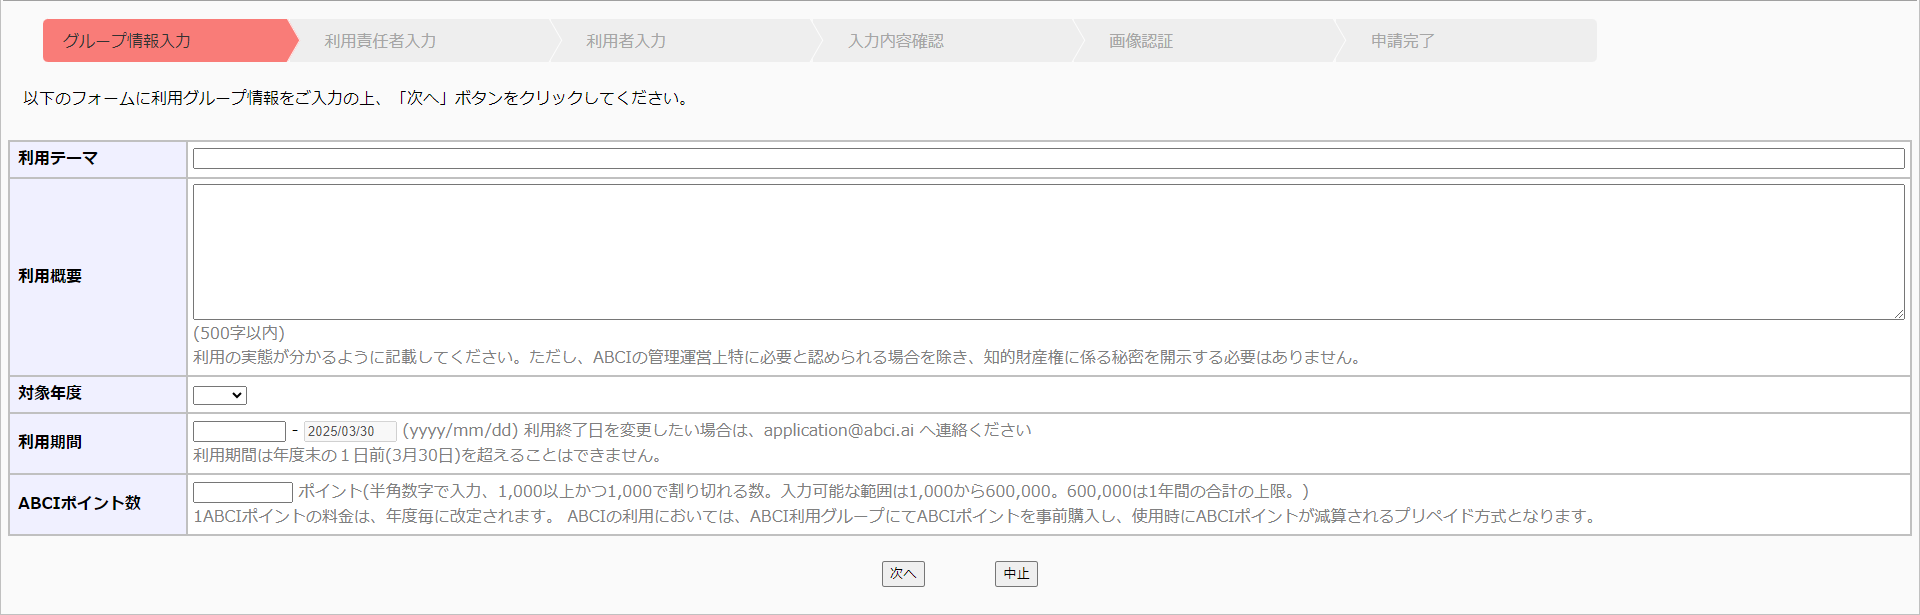 グループ情報入力 利用責任者入力 利用者入力 入力内容確認 画像認証 申請完了
以下のフォームに利用グループ情報をご入力の上、「次へ」ボタンをクリックしてください。
利用テーマ
利用概要
(500字以内)
利用の実態が分かるように記載してください。ただし、ABCIの管理運営上特に必要と認められる場合を除き、知的財産権に係る秘密を開示する必要はありません。
対象年度
利用期間
- 2025/03/30 (yyyy/mm/dd) 利用終了日を変更したい場合は、application@abci.ai へ連絡ください
利用期間は年度末の１日前(3月30日)を超えることはできません。
ABCIポイント数
ポイント(半角数字で入力、1,000以上かつ1,000で割り切れる数。入力可能な範囲は1,000から600,000。600,000は1年間の合計の上限。)
1ABCIポイントの料金は、年度毎に改定されます。 ABCIの利用においては、ABCI利用グループにてABCIポイントを事前購入し、使用時にABCIポイントが減算されるプリペイド方式となります。
次へ 中止